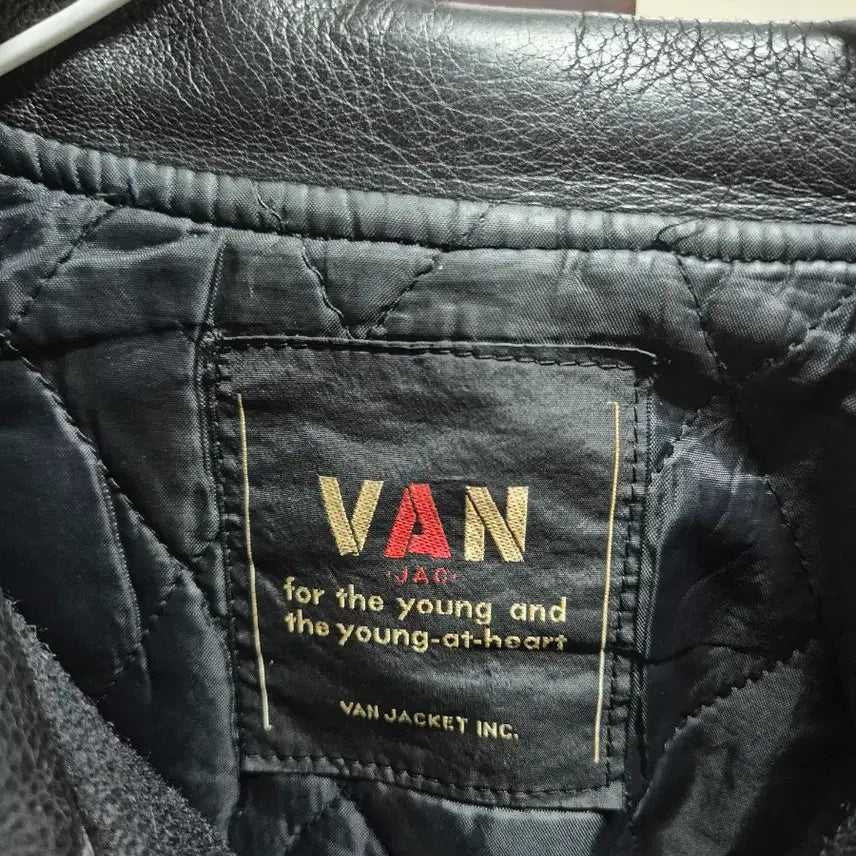 VAN
·JAC·
for the young and
the young-at-heart
VAN JACKET INC.